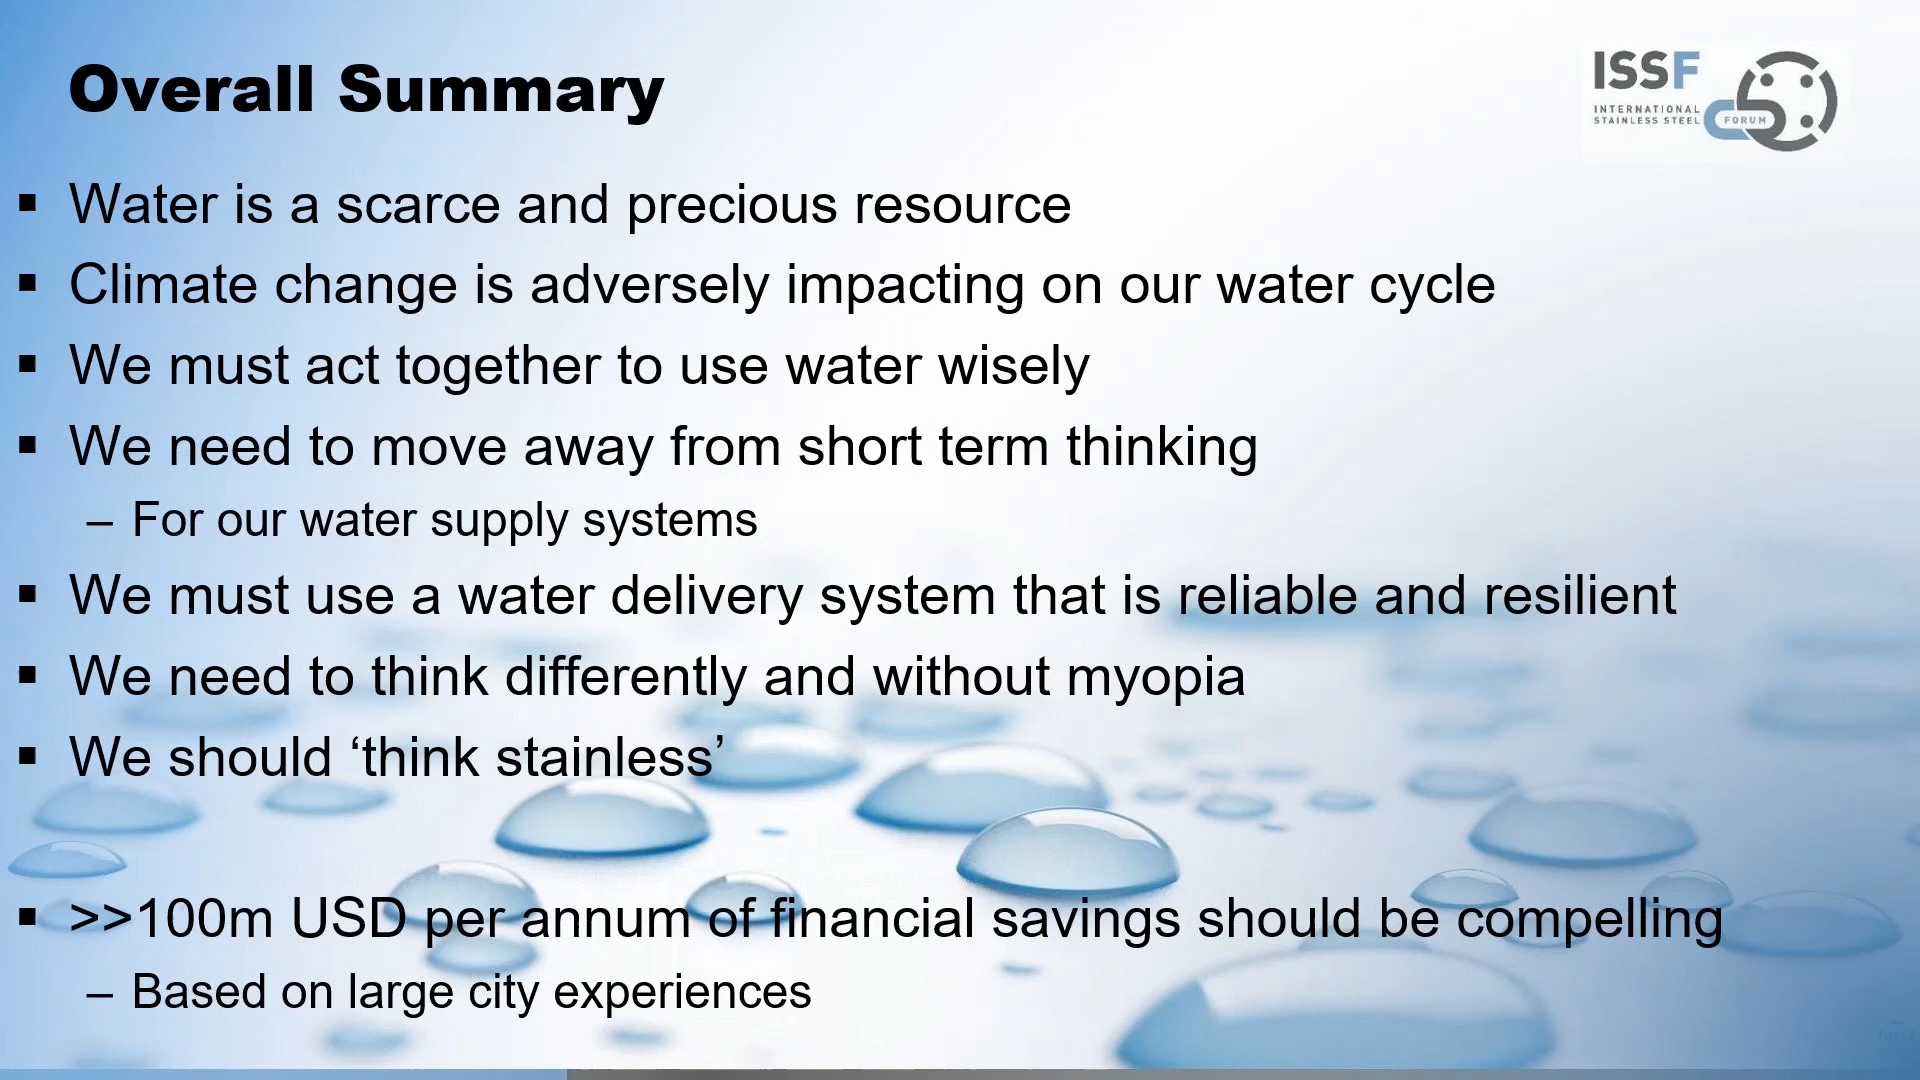 Overall Summary
ISSF
INTERNATIONAL
STAINLESS STEEL
FORUM
▪ Water is a scarce and precious resource
▪ Climate change is adversely impacting on our water cycle
▪ We must act together to use water wisely
▪ We need to move away from short term thinking
– For our water supply systems
▪ We must use a water delivery system that is reliable and resilient
▪ We need to think differently and without myopia
▪ We should ‘think stainless’
▪ >>100m USD per annum of financial savings should be compelling
– Based on large city experiences